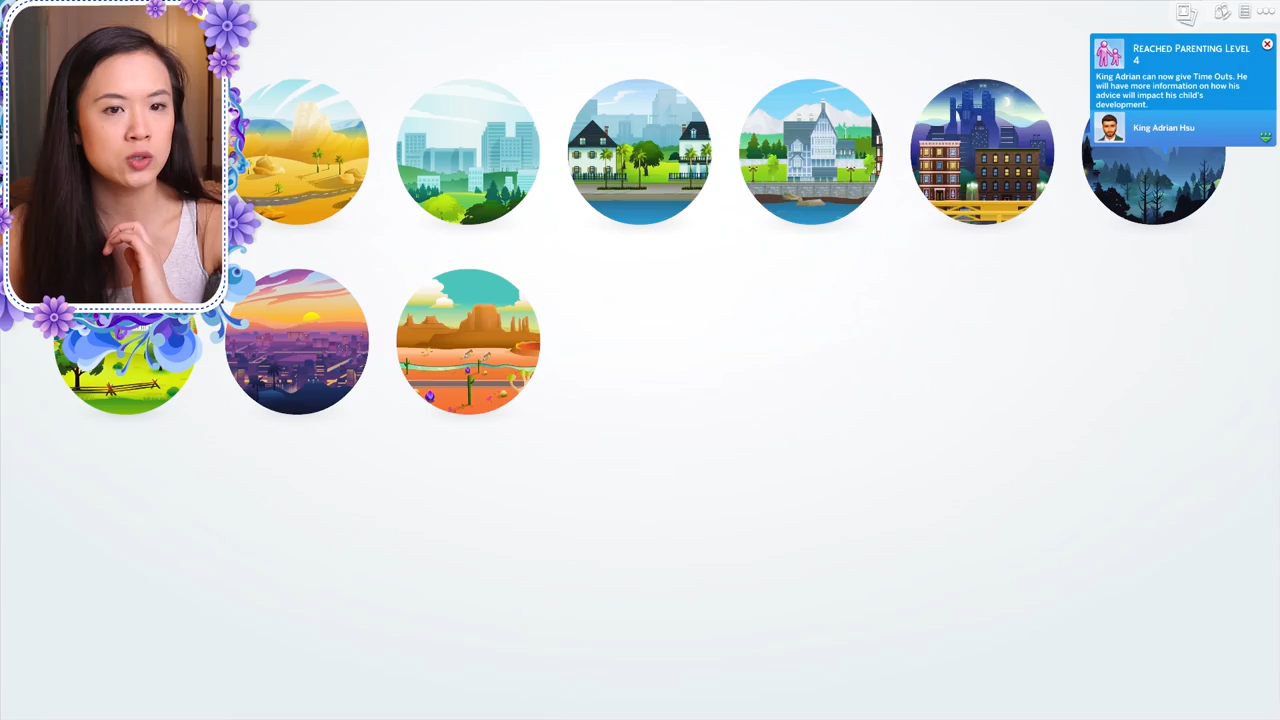 REACHED PARENTING LEVEL
4
King Adrian can now give Time Outs. He
will have more information on how his
advice will impact his child's
development.
King Adrian Hsu